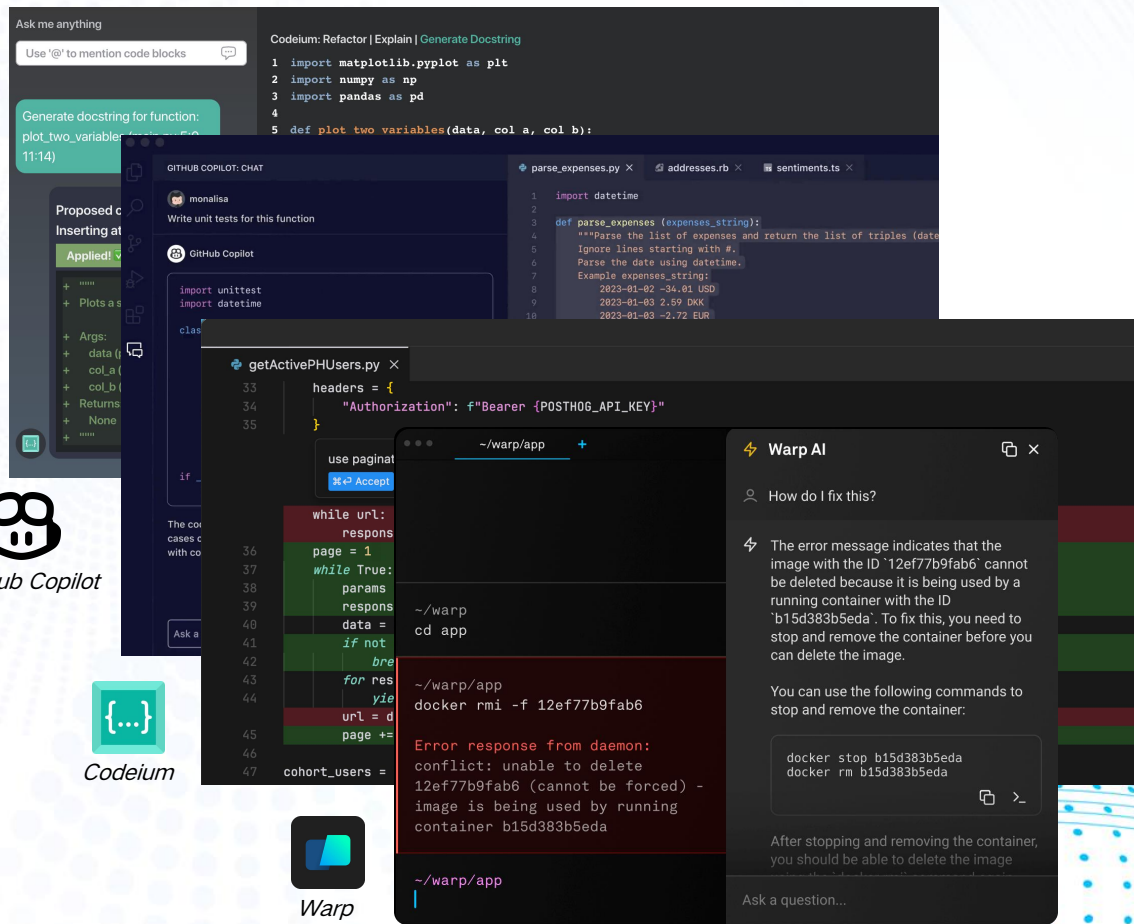 Ask me anything
Use '@' to mention code blocks
Generate docstring for function:
plot_two_variables (main.py 5:0
11:14)
Proposed
Inserting at
Applied!
+ """
+ Plots a s
+ Args:
+ data (
+ col_a (
+ col_b (
+ Returns
+ None
+ """
{...}
Codeium: Refactor | Explain | Generate Docstring
1 import matplotlib.pyplot as plt
2 import numpy as np
3 import pandas as pd
4
5 def plot_two_variables(data, col_a, col_b):
GITHUB COPILOT: CHAT
monalisa
Write unit tests for this function
GitHub Copilot
import unittest
import datetime
clas
if _
The co
cases
with co
Ask a
parse_expenses.py ×
addresses.rb ×
sentiments.ts ×
1 import datetime
2
3 def parse_expenses (expenses_string):
4 """Parse the list of expenses and return the list of triples (date
5 Ignore lines starting with #.
6 Parse the date using datetime.
7 Example expenses_string:
8 2023-01-02 -34.01 USD
9 2023-01-03 2.59 DKK
10 2023-01-03 -2.72 EUR
getActivePHUsers.py ×
33 headers = {
34 "Authorization": f"Bearer {POSTHOG_API_KEY}"
35 }
use paginat
⌘⏎ Accept
while url:
respons
36 page = 1
37 while True:
38 params
39 respons
40 data =
41 if not
42 bre
43 for res
44 yie
url = d
45 page +=
46
47 cohort_users =
~/warp/app +
~/warp
cd app
~/warp/app
docker rmi -f 12ef77b9fab6
Error response from daemon:
conflict: unable to delete
12ef77b9fab6 (cannot be forced) -
image is being used by running
container b15d383b5eda
~/warp/app
Warp AI
How do I fix this?
The error message indicates that the
image with the ID `12ef77b9fab6` cannot
be deleted because it is being used by a
running container with the ID
`b15d383b5eda`. To fix this, you need to
stop and remove the container before you
can delete the image.
You can use the following commands to
stop and remove the container:
docker stop b15d383b5eda
docker rm b15d383b5eda
After stopping and removing the container,
you should be able to delete the image
Ask a question...
ub Copilot
{...}
Codeium
Warp